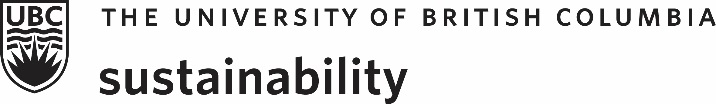 UBC
THE UNIVERSITY OF BRITISH COLUMBIA
sustainability